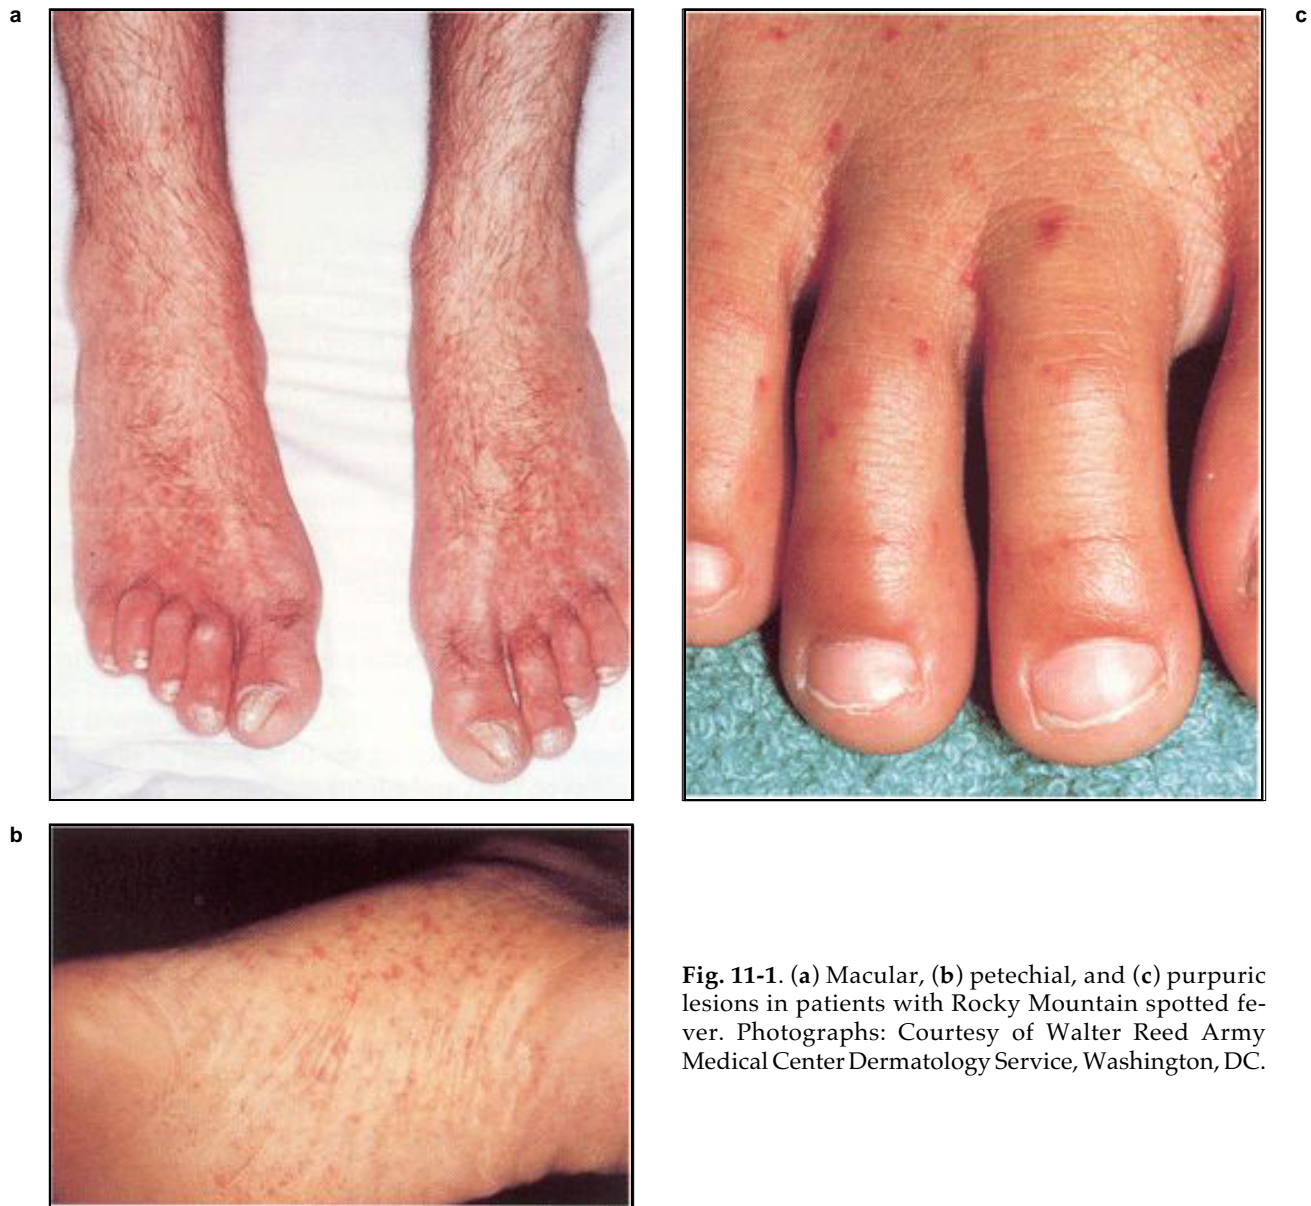 a
c
b
Fig. 11-1. (a) Macular, (b) petechial, and (c) purpuric
lesions in patients with Rocky Mountain spotted fe-
ver. Photographs: Courtesy of Walter Reed Army
Medical Center Dermatology Service, Washington, DC.